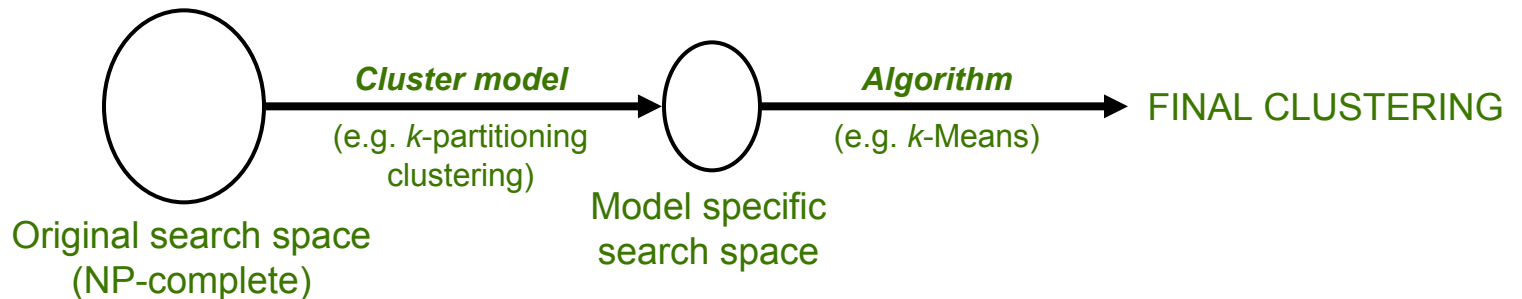 Cluster model
(e.g. k-partitioning
clustering)
Algorithm
(e.g. k-Means)
FINAL CLUSTERING
Original search space
(NP-complete)
Model specific
search space